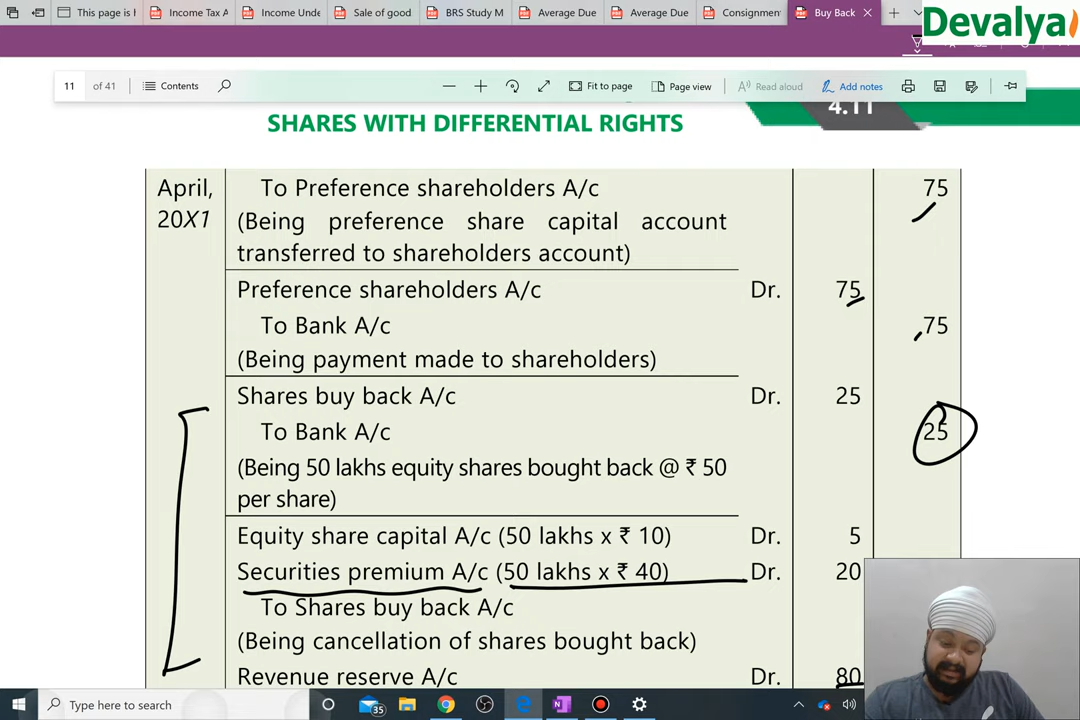 This page is
Income Tax A
Income Unde
Sale of good
BRS Study M
Average Due
Average Due
Consignment
Buy Back
Devalya
11 of 41
Contents
Fit to page
Page view
Read aloud
Add notes
4.11
SHARES WITH DIFFERENTIAL RIGHTS
April, To Preference shareholders A/c 75
20X1 (Being preference share capital account
transferred to shareholders account)
Preference shareholders A/c Dr. 75
To Bank A/c 75
(Being payment made to shareholders)
Shares buy back A/c Dr. 25
To Bank A/c 25
(Being 50 lakhs equity shares bought back @ ₹ 50
per share)
Equity share capital A/c (50 lakhs x ₹ 10) Dr. 5
Securities premium A/c (50 lakhs x ₹ 40) Dr. 20
To Shares buy back A/c
(Being cancellation of shares bought back)
Revenue reserve A/c Dr. 80
Type here to search
35